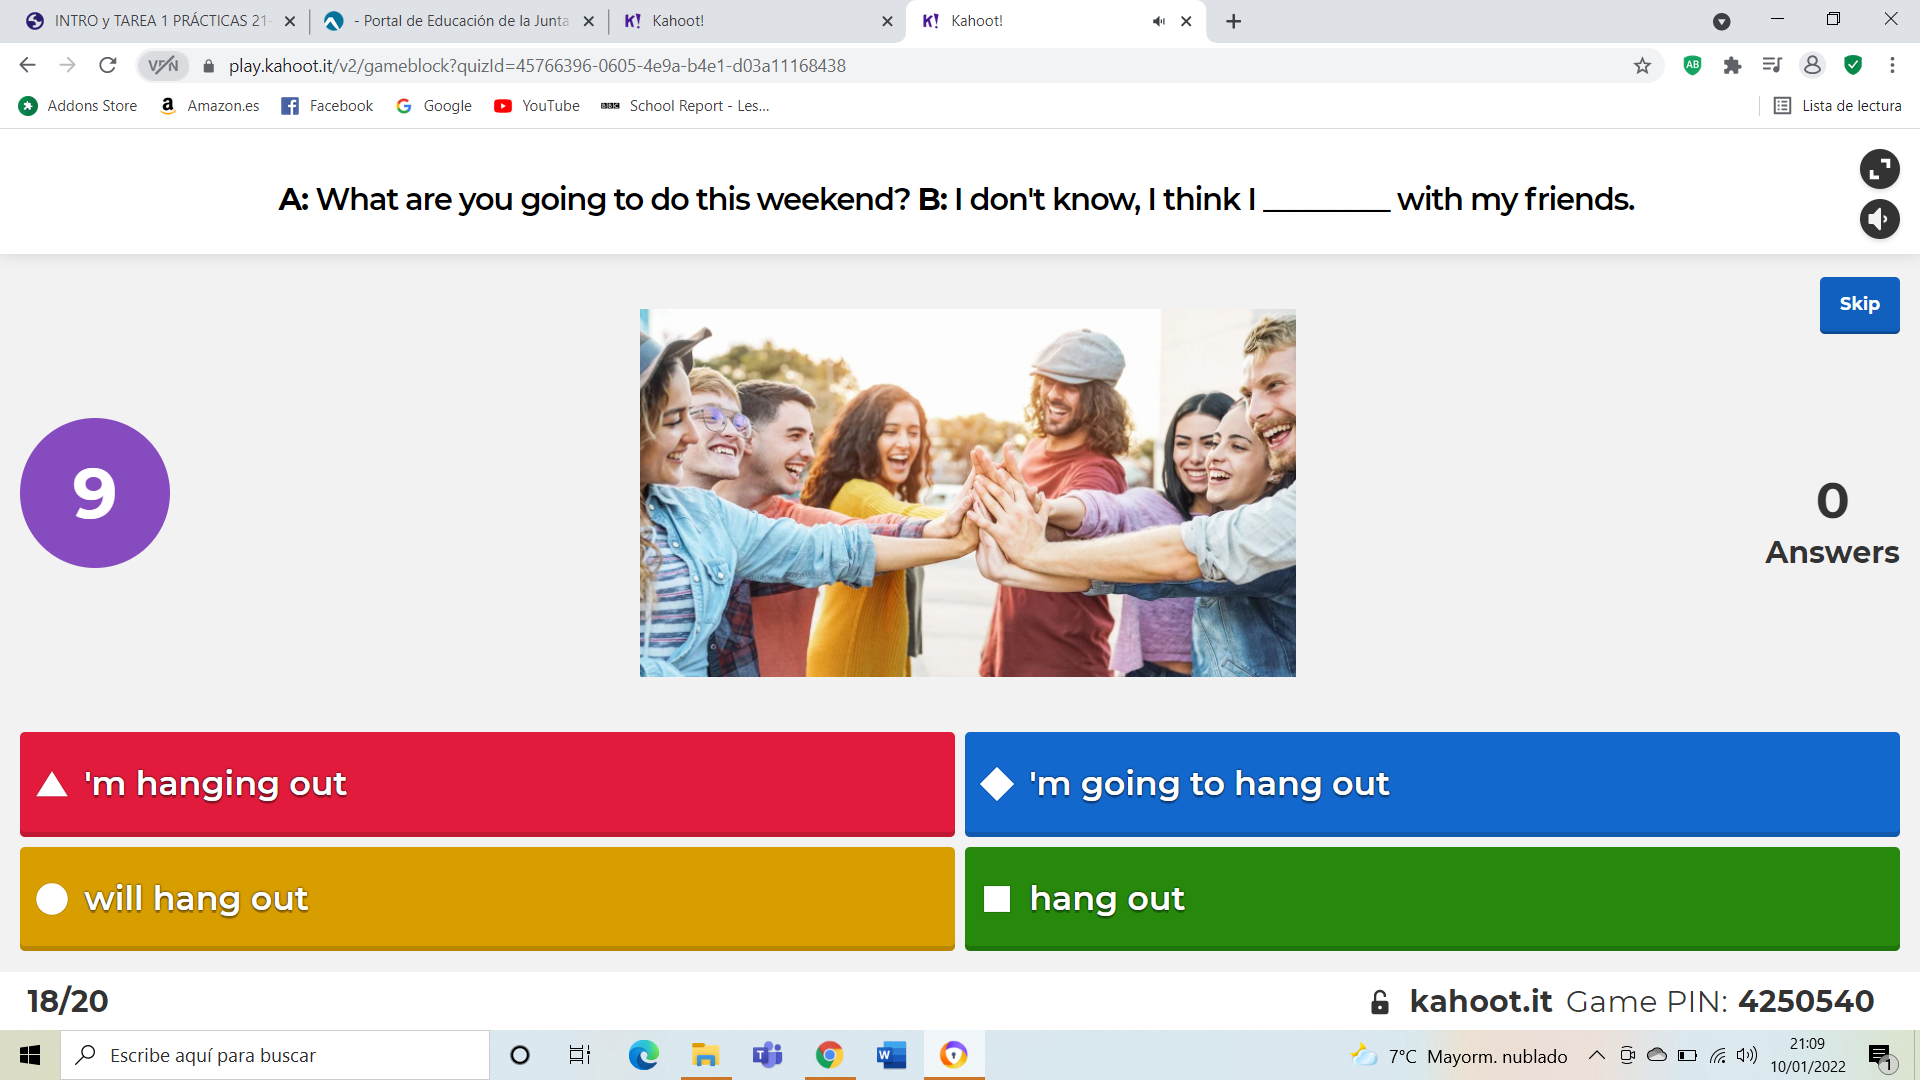 INTRO y TAREA 1 PRÁCTICAS 21-
- Portal de Educación de la Junta
K! Kahoot!
K! Kahoot!
VPN
play.kahoot.it/v2/gameblock?quizId=45766396-0605-4e9a-b4e1-d03a11168438
AB
Addons Store
a Amazon.es
Facebook
Google
YouTube
BBC School Report - Les...
Lista de lectura
A: What are you going to do this weekend? B: I don't know, I think I ________ with my friends.
Skip
9
0
Answers
'm hanging out
'm going to hang out
will hang out
hang out
18/20
kahoot.it Game PIN: 4250540
Escribe aquí para buscar
7°C Mayorm. nublado
21:09
10/01/2022
1